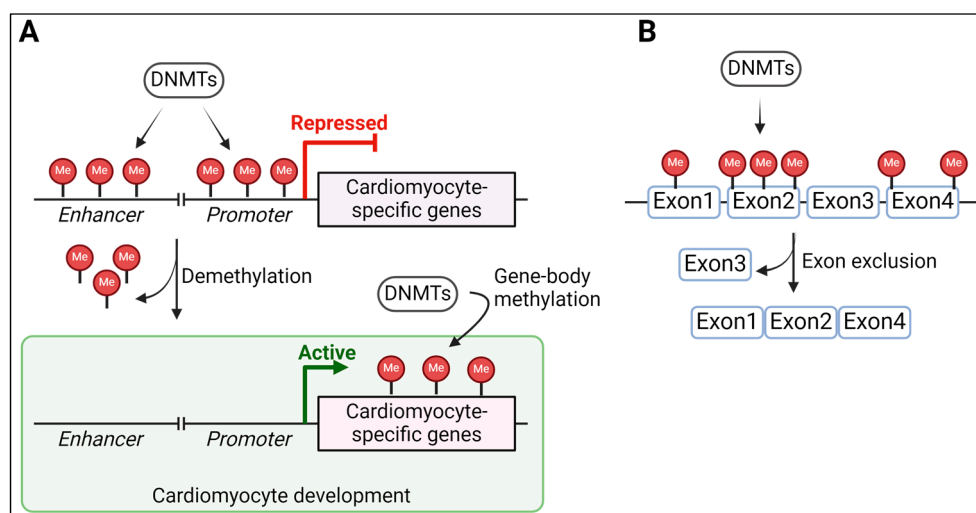 A
DNMTs
Repressed
Me Me Me Me Me Me
Enhancer Promoter
Cardiomyocyte-
specific genes
Me Me
Me
Demethylation
DNMTs
Gene-body
methylation
Active
Me Me Me
Enhancer Promoter
Cardiomyocyte-
specific genes
Cardiomyocyte development
B
DNMTs
Me Me Me Me Me Me
Exon1 Exon2 Exon3 Exon4
Exon3
Exon exclusion
Exon1 Exon2 Exon4